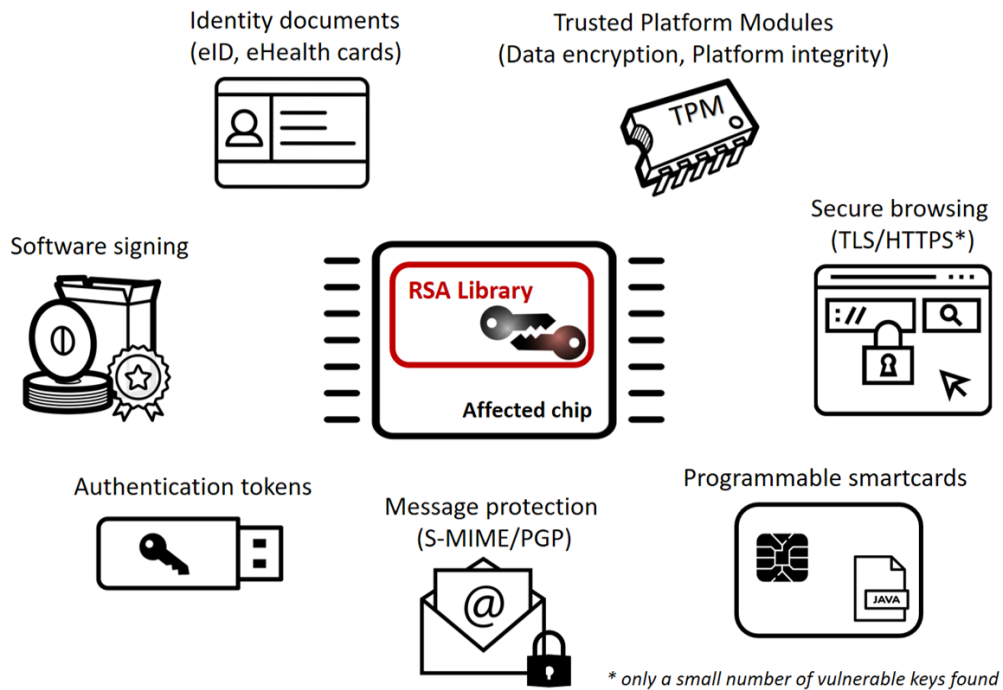 Identity documents
(eID, eHealth cards)
Trusted Platform Modules
(Data encryption, Platform integrity)
TPM
Secure browsing
(TLS/HTTPS*)
://
Software signing
RSA Library
Affected chip
Authentication tokens
Message protection
(S-MIME/PGP)
@
Programmable smartcards
JAVA
* only a small number of vulnerable keys found